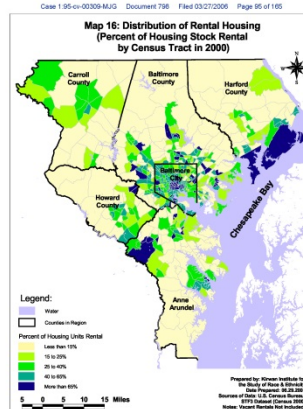 Case 1:95-cv-00309-MJG Document 798 Filed 03/27/2006 Page 95 of 165
Map 16: Distribution of Rental Housing
(Percent of Housing Stock Rental
by Census Tract in 2000)
Carroll
County
Baltimore
County
Harford
County
Baltimore
City
Howard
County
Chesapeake Bay
Anne
Arundel
Legend:
Water
Counties in Region
Percent of Housing Units Rental
Less than 15%
15 to 25%
25 to 40%
40 to 65%
More than 65%
5 0 5 10 15 Miles
Prepared by: Kirwan Institute for
the Study of Race & Ethnicity
Date Prepared:
Sources of Data: U.S. Census Bureau
STF3 Dataset (Census 2000)
Notes: Vacant Rentals Not Included